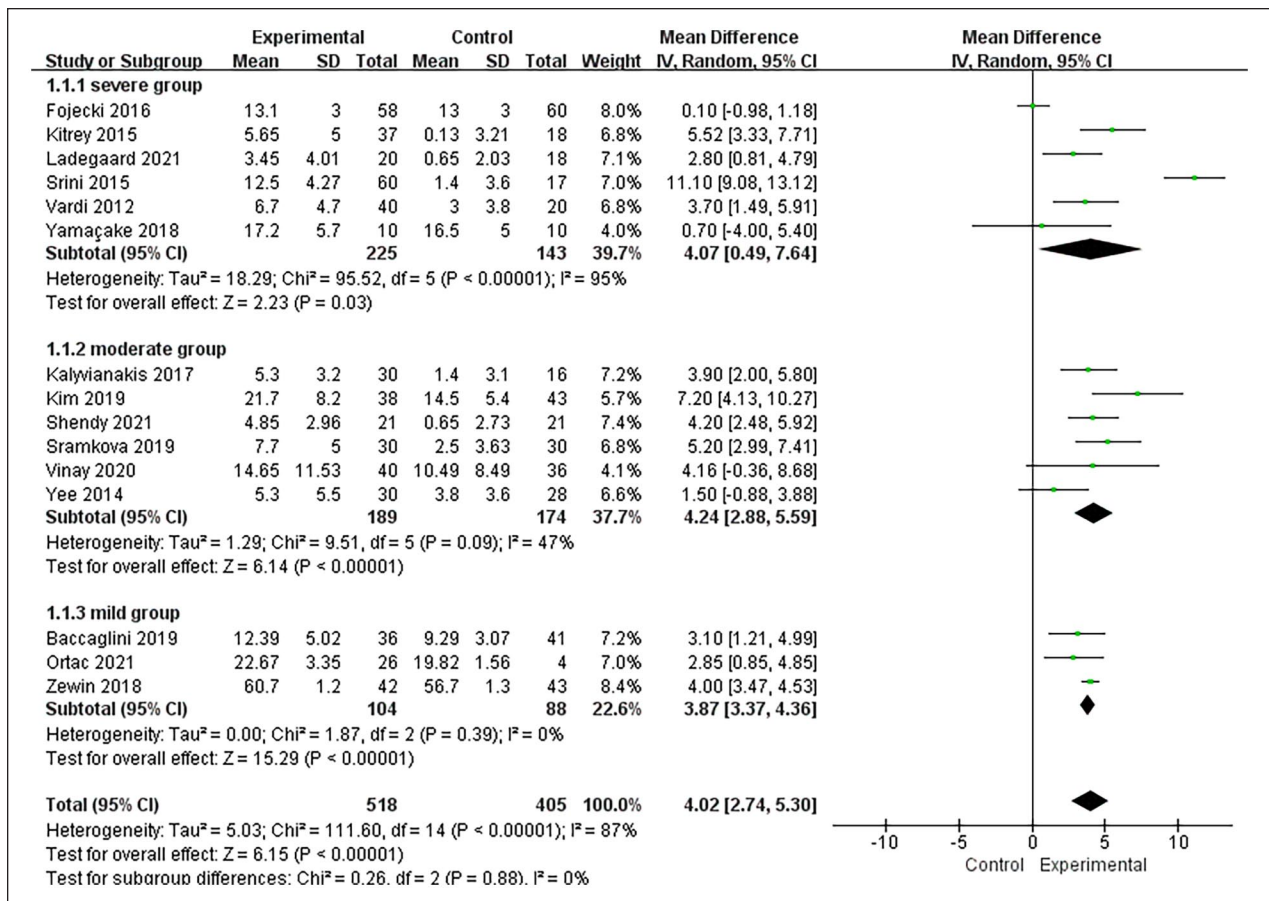 Experimental Control Mean Difference Mean Difference
Study or Subgroup Mean SD Total Mean SD Total Weight IV, Random, 95% CI IV, Random, 95% CI
1.1.1 severe group
Fojecki 2016 13.1 3 58 13 3 60 8.0% 0.10 [-0.98, 1.18]
Kitrey 2015 5.65 5 37 0.13 3.21 18 6.8% 5.52 [3.33, 7.71]
Ladegaard 2021 3.45 4.01 20 0.65 2.03 18 7.1% 2.80 [0.81, 4.79]
Srini 2015 12.5 4.27 60 1.4 3.6 17 7.0% 11.10 [9.08, 13.12]
Vardi 2012 6.7 4.7 40 3 3.8 20 6.8% 3.70 [1.49, 5.91]
Yamaçake 2018 17.2 5.7 10 16.5 5 10 4.0% 0.70 [-4.00, 5.40]
Subtotal (95% CI) 225 143 39.7% 4.07 [0.49, 7.64]
Heterogeneity: Tau² = 18.29; Chi² = 95.52, df = 5 (P < 0.00001); I² = 95%
Test for overall effect: Z = 2.23 (P = 0.03)
1.1.2 moderate group
Kalyvianakis 2017 5.3 3.2 30 1.4 3.1 16 7.2% 3.90 [2.00, 5.80]
Kim 2019 21.7 8.2 38 14.5 5.4 43 5.7% 7.20 [4.13, 10.27]
Shendy 2021 4.85 2.96 21 0.65 2.73 21 7.4% 4.20 [2.48, 5.92]
Sramkova 2019 7.7 5 30 2.5 3.63 30 6.8% 5.20 [2.99, 7.41]
Vinay 2020 14.65 11.53 40 10.49 8.49 36 4.1% 4.16 [-0.36, 8.68]
Yee 2014 5.3 5.5 30 3.8 3.6 28 6.6% 1.50 [-0.88, 3.88]
Subtotal (95% CI) 189 174 37.7% 4.24 [2.88, 5.59]
Heterogeneity: Tau² = 1.29; Chi² = 9.51, df = 5 (P = 0.09); I² = 47%
Test for overall effect: Z = 6.14 (P < 0.00001)
1.1.3 mild group
Baccaglini 2019 12.39 5.02 36 9.29 3.07 41 7.2% 3.10 [1.21, 4.99]
Ortac 2021 22.67 3.35 26 19.82 1.56 4 7.0% 2.85 [0.85, 4.85]
Zewin 2018 60.7 1.2 42 56.7 1.3 43 8.4% 4.00 [3.47, 4.53]
Subtotal (95% CI) 104 88 22.6% 3.87 [3.37, 4.36]
Heterogeneity: Tau² = 0.00; Chi² = 1.87, df = 2 (P = 0.39); I² = 0%
Test for overall effect: Z = 15.29 (P < 0.00001)
Total (95% CI) 518 405 100.0% 4.02 [2.74, 5.30]
Heterogeneity: Tau² = 5.03; Chi² = 111.60, df = 14 (P < 0.00001); I² = 87%
Test for overall effect: Z = 6.15 (P < 0.00001)
Test for subgroup differences: Chi² = 0.26, df = 2 (P = 0.88), I² = 0%
-10 -5 0 5 10
Control Experimental